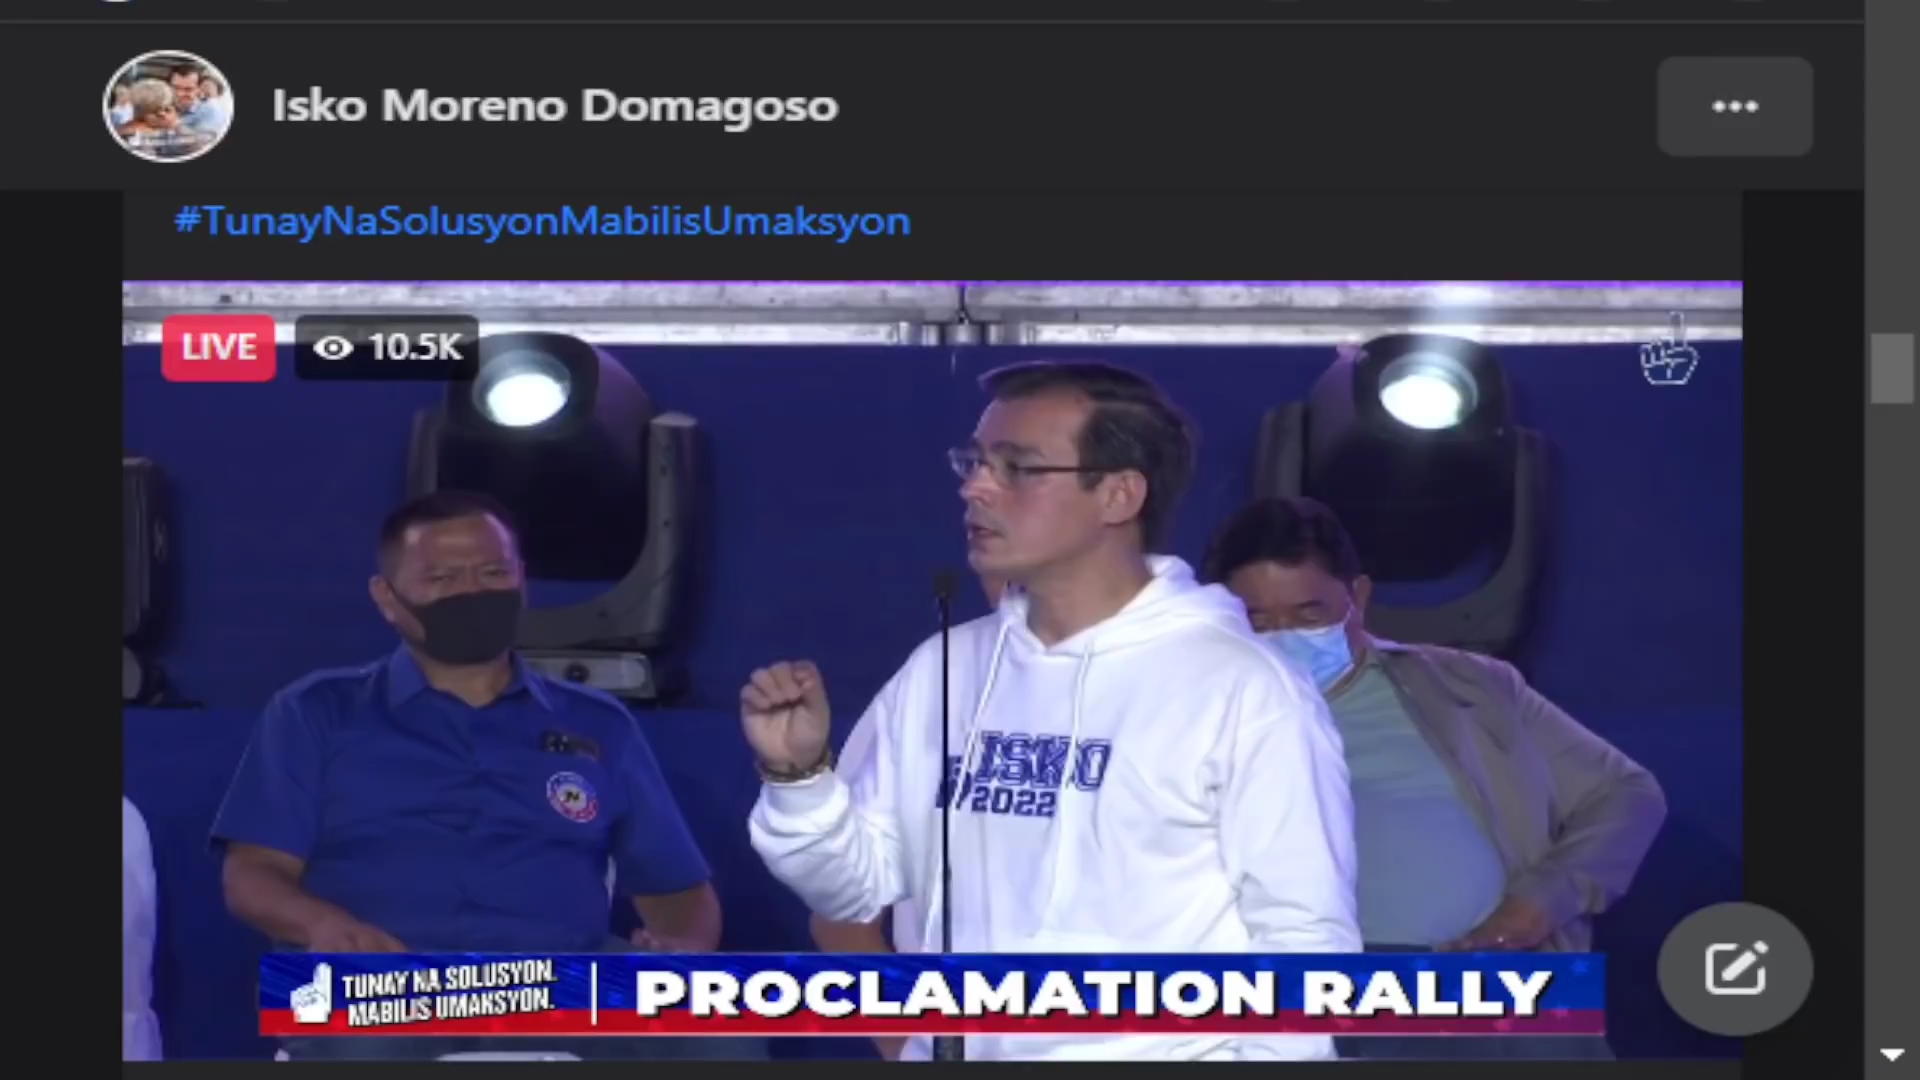 Isko Moreno Domagoso
#TunayNaSolusyonMabilisUmaksyon
LIVE
10.5K
ISKO
2022
TUNAY NA SOLUSYON.
MABILIS UMAKSYON.
PROCLAMATION RALLY